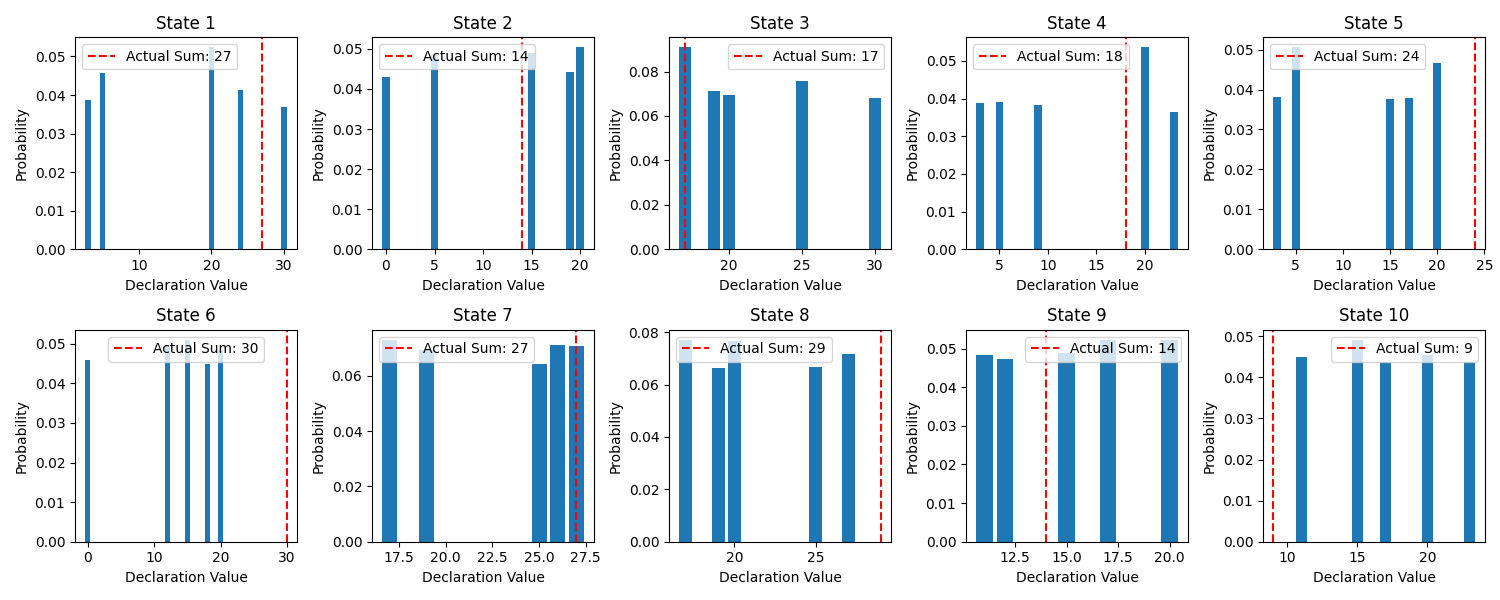 State 1
Actual Sum: 27
Probability
0.05
0.04
0.03
0.02
0.01
0.00
10
20
30
Declaration Value
State 2
Actual Sum: 14
Probability
0.05
0.04
0.03
0.02
0.01
0.00
0
5
10
15
20
Declaration Value
State 3
Actual Sum: 17
Probability
0.08
0.06
0.04
0.02
0.00
20
25
30
Declaration Value
State 4
Actual Sum: 18
Probability
0.05
0.04
0.03
0.02
0.01
0.00
5
10
15
20
Declaration Value
State 5
Actual Sum: 24
Probability
0.05
0.04
0.03
0.02
0.01
0.00
5
10
15
20
25
Declaration Value
State 6
Actual Sum: 30
Probability
0.05
0.04
0.03
0.02
0.01
0.00
0
10
20
30
Declaration Value
State 7
Actual Sum: 27
Probability
0.06
0.04
0.02
0.00
17.5
20.0
22.5
25.0
27.5
Declaration Value
State 8
Actual Sum: 29
Probability
0.08
0.06
0.04
0.02
0.00
20
25
Declaration Value
State 9
Actual Sum: 14
Probability
0.05
0.04
0.03
0.02
0.01
0.00
12.5
15.0
17.5
20.0
Declaration Value
State 10
Actual Sum: 9
Probability
0.05
0.04
0.03
0.02
0.01
0.00
10
15
20
Declaration Value